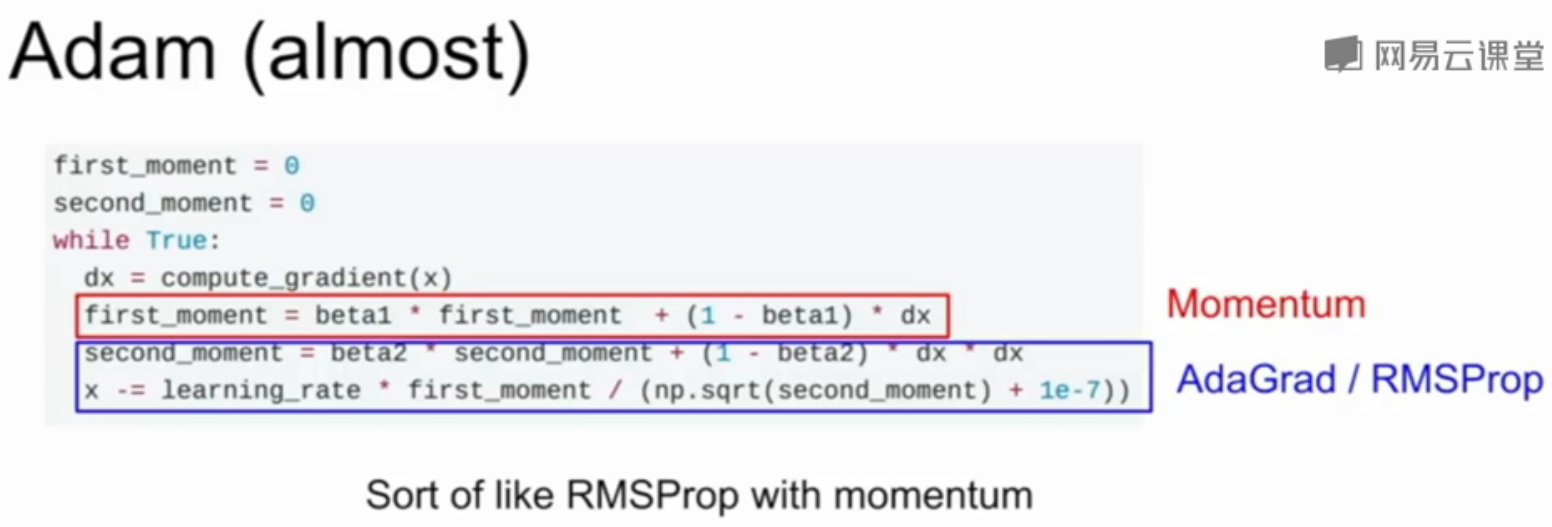 Adam (almost)
网易云课堂
first_moment = 0
second_moment = 0
while True:
dx = compute_gradient(x)
first_moment = beta1 * first_moment + (1 - beta1) * dx
Momentum
second_moment = beta2 * second_moment + (1 - beta2) * dx * dx
x -= learning_rate * first_moment / (np.sqrt(second_moment) + 1e-7))
AdaGrad / RMSProp
Sort of like RMSProp with momentum